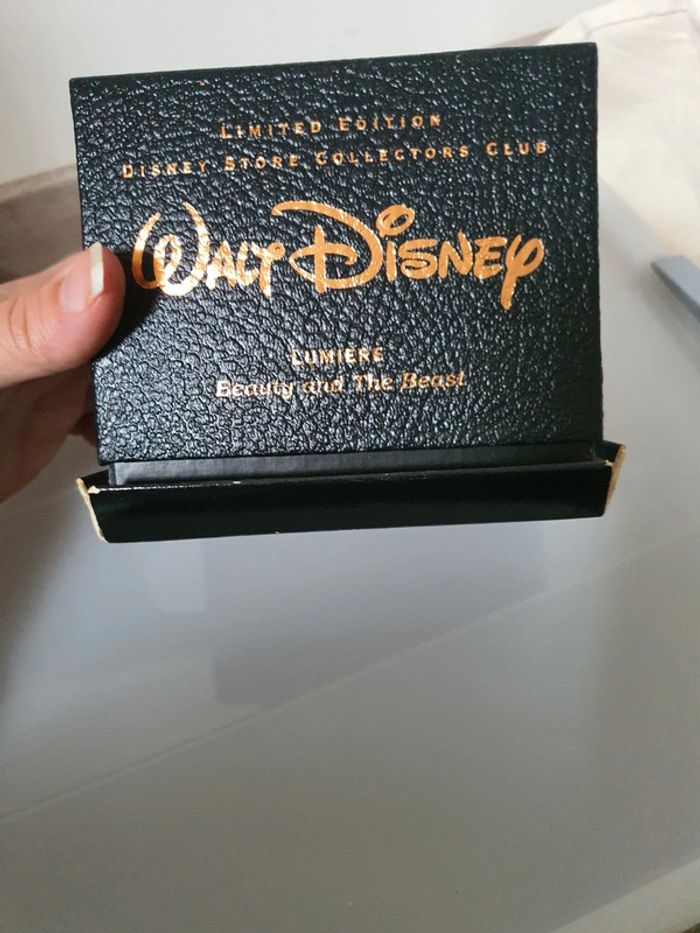 LIMITED EDITION
DISNEY STORE COLLECTORS CLUB
WALT DISNEY
LUMIERE
Beauty and The Beast